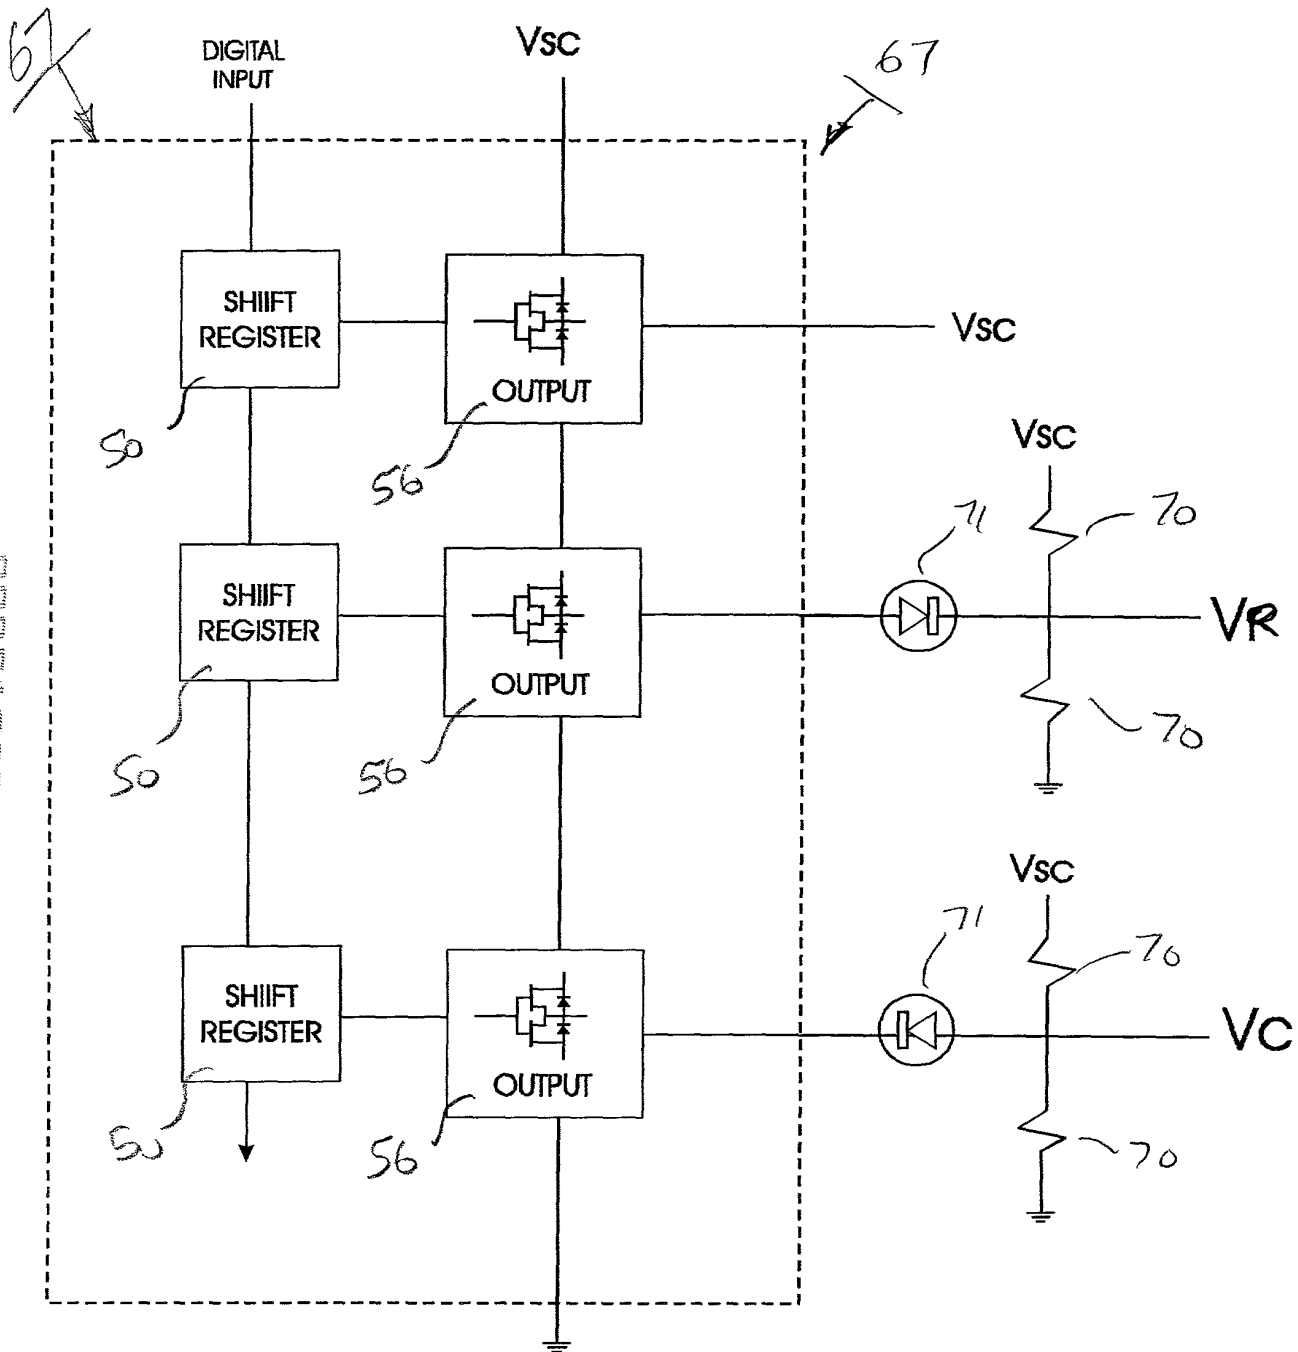 67
DIGITAL
INPUT
VSC
67
SHIIFT
REGISTER
OUTPUT
VSC
50
56
VSC
71
70
SHIIFT
REGISTER
OUTPUT
VR
50
56
70
VSC
71
70
SHIIFT
REGISTER
OUTPUT
VC
50
56
70